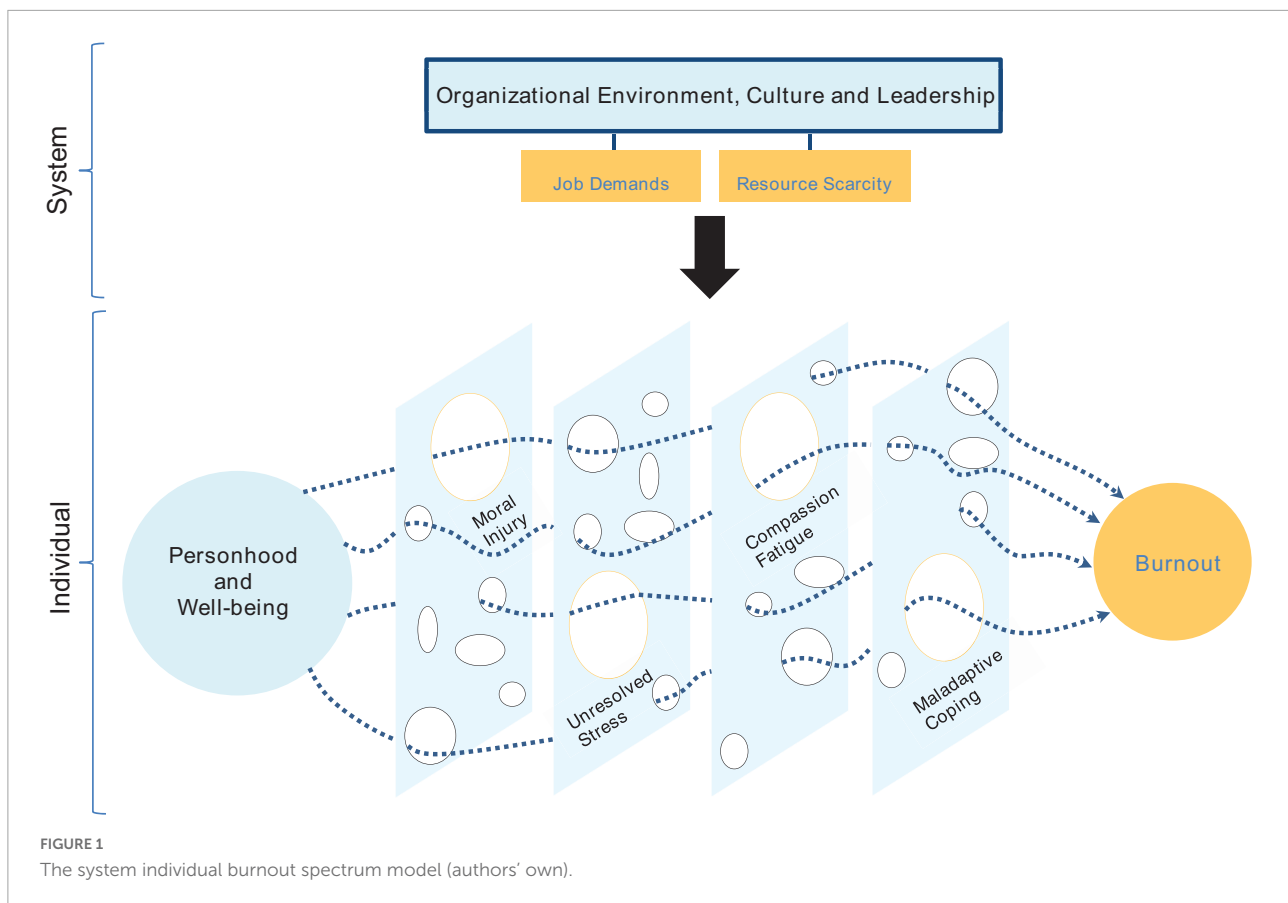 System
Organizational Environment, Culture and Leadership
Job Demands
Resource Scarcity
Individual
Personhood
and
Well-being
Moral
Injury
Unresolved
Stress
Compassion
Fatigue
Maladaptive
Coping
Burnout
FIGURE 1
The system individual burnout spectrum model (authors’ own).